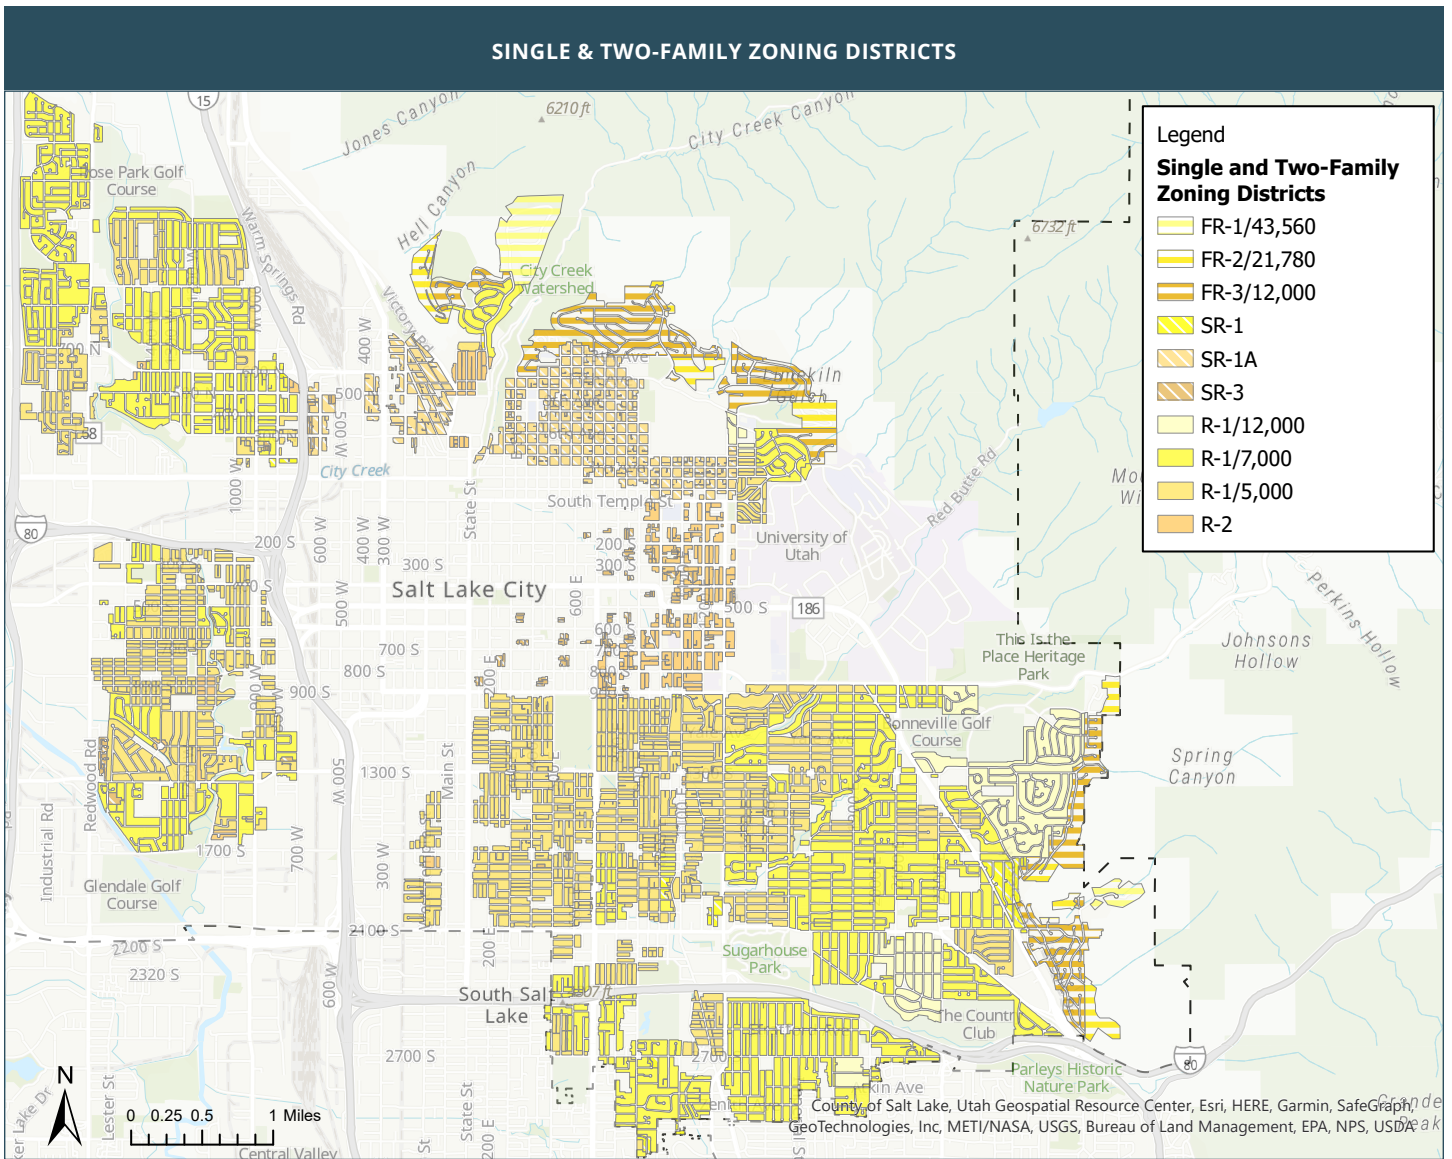 SINGLE & TWO-FAMILY ZONING DISTRICTS
Legend
Single and Two-Family
Zoning Districts
FR-1/43,560
FR-2/21,780
FR-3/12,000
SR-1
SR-1A
SR-3
R-1/12,000
R-1/7,000
R-1/5,000
R-2
15
6210 ft
Jones Canyon
City Creek Canyon
Hell Canyon
Rose Park Golf
Course
Warm Springs Rd
Victory Rd
City Creek
Watershed
6732 ft
400 W
500 W
City Creek
1000 W
State St
South Temple St
Red Butte Rd
University of
Utah
80
200 S
600 W
400 W
300 W
300 S
200 S
300 S
Salt Lake City
500 W
600 E
500 S
186
600 S
700 S
800 S
This Is the
Place Heritage
Park
Johnsons
Hollow
Perkins Hollow
900 S
200 E
Bonneville Golf
Course
Spring
Canyon
Redwood Rd
Industrial Rd
1300 S
500 W
Main St
1700 S
700 W
300 W
Glendale Golf
Course
2100 S
2200 S
2320 S
600 W
200 E
Sugarhouse
Park
South Salt
Lake
The Country
Club
2700 S
Parleys Historic
Nature Park
80
N
0 0.25 0.5 1 Miles
Lester St
State St
200 E
Central Valley
County of Salt Lake, Utah Geospatial Resource Center, Esri, HERE, Garmin, SafeGraph,
GeoTechnologies, Inc, METI/NASA, USGS, Bureau of Land Management, EPA, NPS, USDA